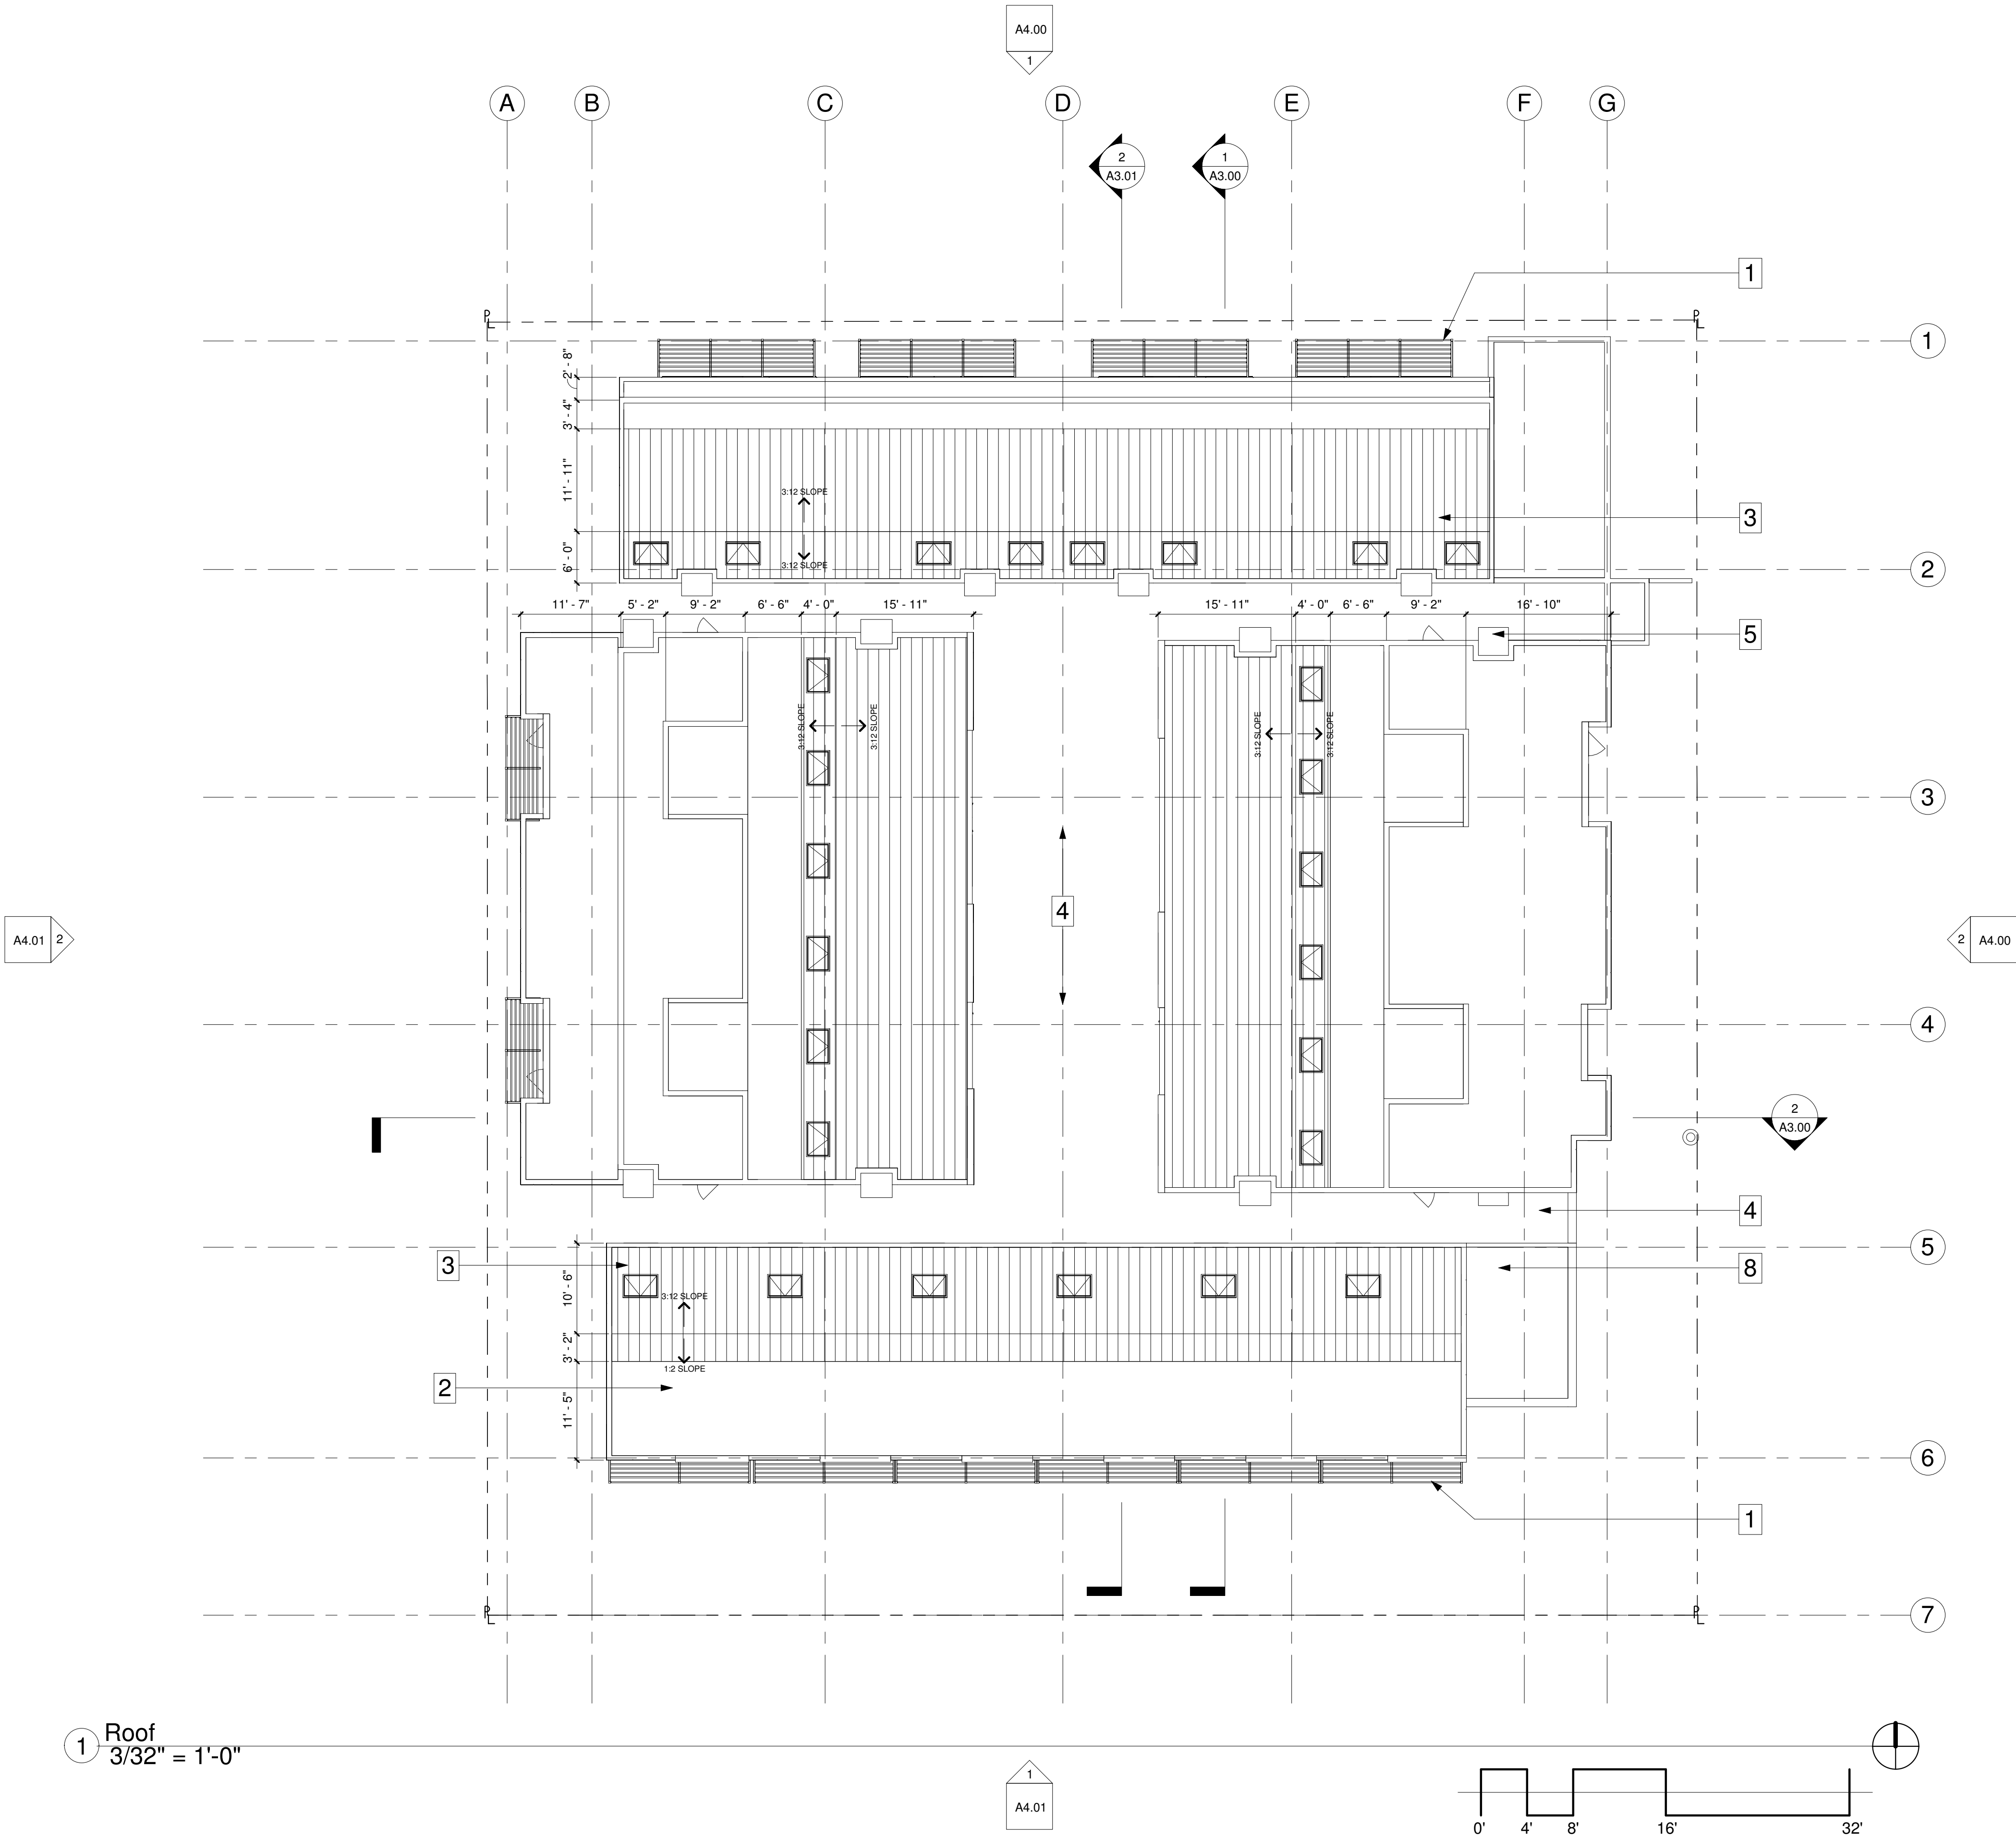 A4.00
1
A
B
C
D
E
F
G
2
A3.01
1
A3.00
1
PL
PL
1
2' - 8"
3' - 4"
11' - 11"
6' - 0"
3:12 SLOPE
3:12 SLOPE
3
2
11' - 7"
5' - 2"
9' - 2"
6' - 6"
4' - 0"
15' - 11"
15' - 11"
4' - 0"
6' - 6"
9' - 2"
16' - 10"
5
3:12 SLOPE
3:12 SLOPE
3:12 SLOPE
3:12 SLOPE
3
4
A4.01
2
2
A4.00
4
2
A3.00
4
5
3
8
10' - 6"
3' - 2"
11' - 5"
3:12 SLOPE
1:2 SLOPE
2
6
1
PL
PL
7
1
Roof
3/32" = 1'-0"
1
A4.01
0'
4'
8'
16'
32'